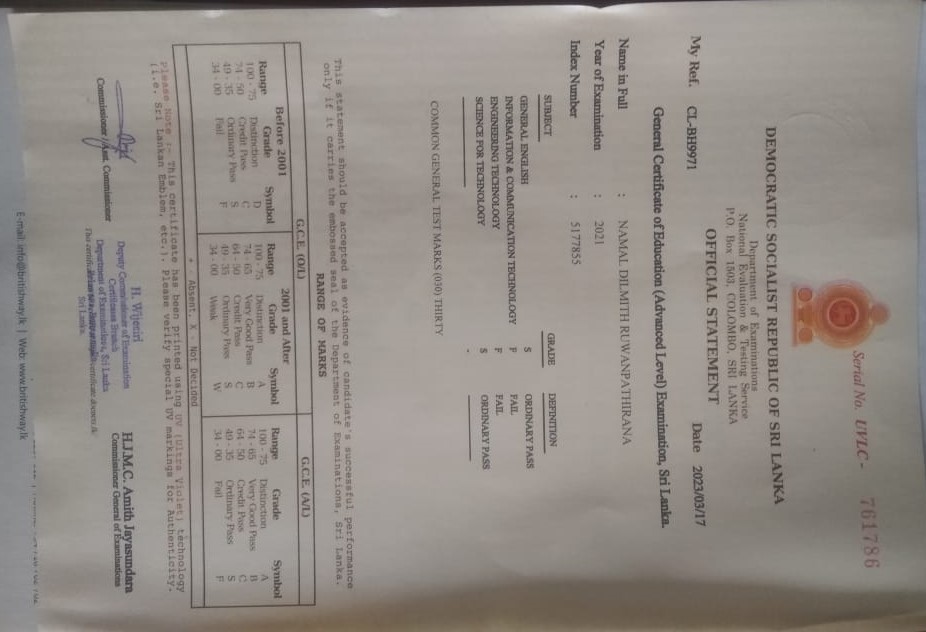 Serial No. UVLC - 761786
DEMOCRATIC SOCIALIST REPUBLIC OF SRI LANKA
Department of Examinations
National Evaluation & Testing Service
P.O. Box 1503, COLOMBO, SRI LANKA
OFFICIAL STATEMENT
My Ref. CL-BH9971 Date 2023/03/17
General Certificate of Education (Advanced Level) Examination, Sri Lanka.
Name in Full : NAMAL DILMITH RUWANPATHIRANA
Year of Examination : 2021
Index Number : 5177855
SUBJECT GRADE DEFINITION
GENERAL ENGLISH S ORDINARY PASS
INFORMATION & COMMUNICATION TECHNOLOGY F FAIL
ENGINEERING TECHNOLOGY F FAIL
SCIENCE FOR TECHNOLOGY S ORDINARY PASS
-
COMMON GENERAL TEST MARKS (030) THIRTY
This statement should be accepted as evidence of candidate's successful performance
only if it carries the embossed seal of the Department of Examinations, Sri Lanka.
RANGE OF MARKS
G.C.E. (O/L) G.C.E. (A/L)
Before 2001 2001 and After
Range Grade Symbol Range Grade Symbol Range Grade Symbol
100 - 75 Distinction D 100 - 75 Distinction A 100 - 75 Distinction A
74 - 50 Credit Pass C 74 - 65 Very Good Pass B 74 - 65 Very Good Pass B
49 - 35 Ordinary Pass S 64 - 50 Credit Pass C 64 - 50 Credit Pass C
34 - 00 Fail F 49 - 35 Ordinary Pass S 49 - 35 Ordinary Pass S
34 - 00 Weak W 34 - 00 Fail F
* - Absent, X - Not Decided
Please Note :- This certificate has been printed using UV (Ultra Violet) technology
(i.e. Sri Lankan Emblem, etc.). Please verify special UV markings for Authenticity.
H. Wijesiri
Deputy Commissioner of Examination
Certificates Branch
Department of Examinations, Sri Lanka
Sri Lanka.
Commissioner / Asst. Commissioner
H.J.M.C. Amith Jayasundara
Commissioner General of Examinations
This certificate
E-mail: info@britishway.lk | Web: www.britishway.lk